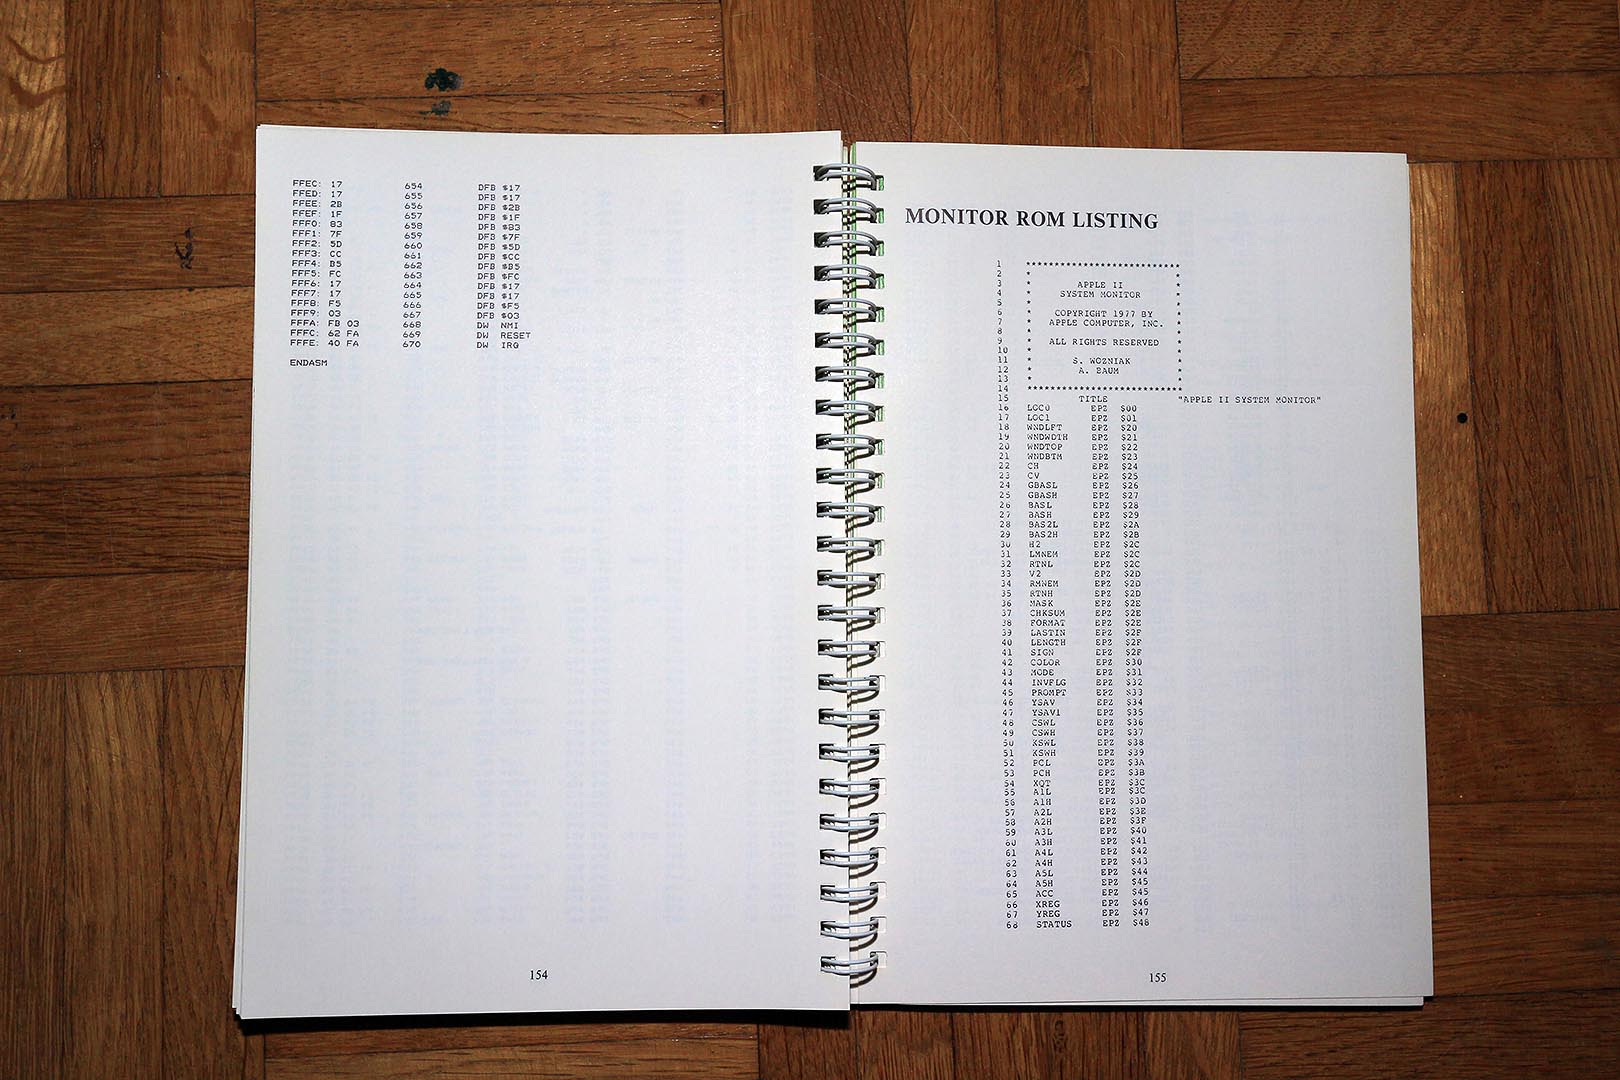 FFEC: 17 654 DFB $17
FFED: 17 655 DFB $17
FFEE: 2B 656 DFB $2B
FFEF: 1F 657 DFB $1F
FFF0: 83 658 DFB $83
FFF1: 7F 659 DFB $7F
FFF2: 5D 660 DFB $5D
FFF3: CC 661 DFB $CC
FFF4: B5 662 DFB $B5
FFF5: FC 663 DFB $FC
FFF6: 17 664 DFB $17
FFF7: 17 665 DFB $17
FFF8: F5 666 DFB $F5
FFF9: 03 667 DFB $03
FFFA: FB 03 668 DW NMI
FFFC: 62 FA 669 DW RESET
FFFE: 40 FA 670 DW IRQ
ENDASM
154
MONITOR ROM LISTING
1 ***************************
2 * *
3 * APPLE II *
4 * SYSTEM MONITOR *
5 * *
6 * COPYRIGHT 1977 BY *
7 * APPLE COMPUTER, INC. *
8 * *
9 * ALL RIGHTS RESERVED *
10 * *
11 * S. WOZNIAK *
12 * A. BAUM *
13 * *
14 ***************************
15 TITLE "APPLE II SYSTEM MONITOR"
16 LOC0 EPZ $00
17 LOC1 EPZ $01
18 WNDLFT EPZ $20
19 WNDWDTH EPZ $21
20 WNDTOP EPZ $22
21 WNDBTM EPZ $23
22 CH EPZ $24
23 CV EPZ $25
24 GBASL EPZ $26
25 GBASH EPZ $27
26 BASL EPZ $28
27 BASH EPZ $29
28 BAS2L EPZ $2A
29 BAS2H EPZ $2B
30 H2 EPZ $2C
31 LMNEM EPZ $2C
32 RTNL EPZ $2C
33 V2 EPZ $2D
34 RMNEM EPZ $2D
35 RTNH EPZ $2D
36 MASK EPZ $2E
37 CHKSUM EPZ $2E
38 FORMAT EPZ $2E
39 LASTIN EPZ $2F
40 LENGTH EPZ $2F
41 SIGN EPZ $2F
42 COLOR EPZ $30
43 MODE EPZ $31
44 INVFLG EPZ $32
45 PROMPT EPZ $33
46 YSAV EPZ $34
47 YSAV1 EPZ $35
48 CSWL EPZ $36
49 CSWH EPZ $37
50 KSWL EPZ $38
51 KSWH EPZ $39
52 PCL EPZ $3A
53 PCH EPZ $3B
54 XQT EPZ $3C
55 A1L EPZ $3C
56 A1H EPZ $3D
57 A2L EPZ $3E
58 A2H EPZ $3F
59 A3L EPZ $40
60 A3H EPZ $41
61 A4L EPZ $42
62 A4H EPZ $43
63 A5L EPZ $44
64 A5H EPZ $45
65 ACC EPZ $45
66 XREG EPZ $46
67 YREG EPZ $47
68 STATUS EPZ $48
155